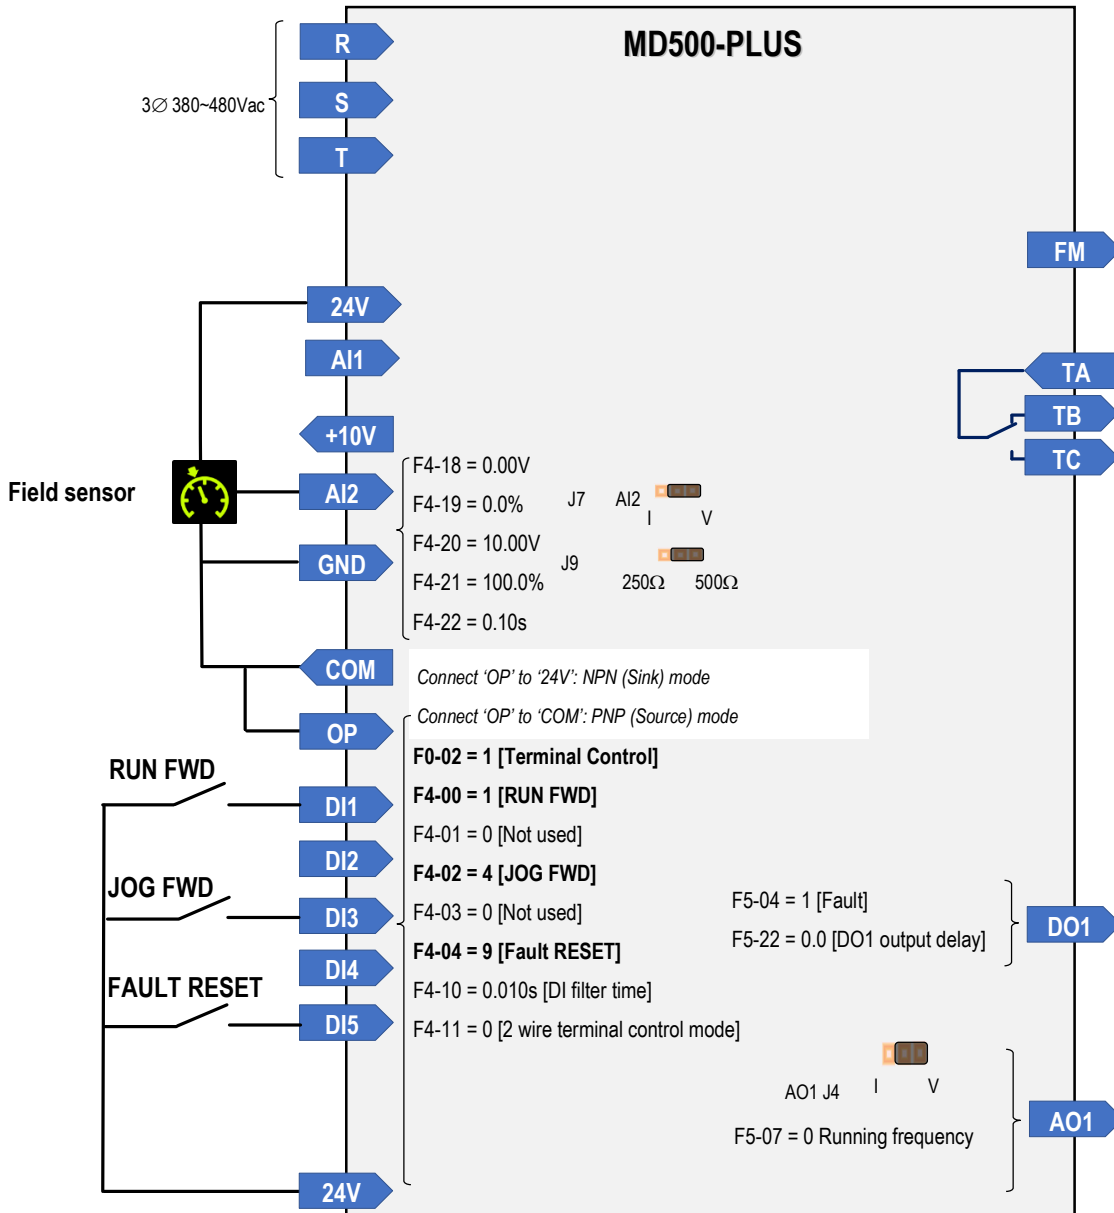 MD500-PLUS
R
3∅ 380~480Vac
S
T
FM
24V
AI1
TA
TB
+10V
TC
F4-18 = 0.00V
Field sensor
AI2
F4-19 = 0.0%
J7
AI2
I
V
F4-20 = 10.00V
GND
J9
F4-21 = 100.0%
250Ω
500Ω
F4-22 = 0.10s
COM
Connect ‘OP’ to ‘24V’: NPN (Sink) mode
Connect ‘OP’ to ‘COM’: PNP (Source) mode
OP
F0-02 = 1 [Terminal Control]
RUN FWD
F4-00 = 1 [RUN FWD]
DI1
F4-01 = 0 [Not used]
DI2
F4-02 = 4 [JOG FWD]
JOG FWD
F4-03 = 0 [Not used]
DI3
F5-04 = 1 [Fault]
DO1
F5-22 = 0.0 [DO1 output delay]
F4-04 = 9 [Fault RESET]
DI4
FAULT RESET
F4-10 = 0.010s [DI filter time]
DI5
F4-11 = 0 [2 wire terminal control mode]
AO1 J4
I
V
AO1
F5-07 = 0 Running frequency
24V